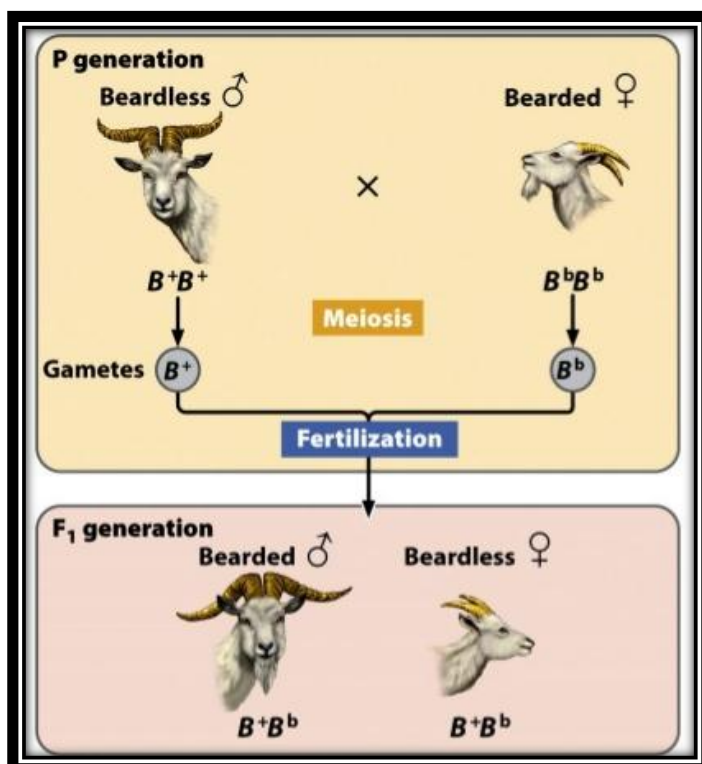 P generation
Beardless ♂
Bearded ♀
×
B⁺B⁺
BᵇBᵇ
Meiosis
Gametes
B⁺
Bᵇ
Fertilization
F₁ generation
Bearded ♂
Beardless ♀
B⁺Bᵇ
B⁺Bᵇ